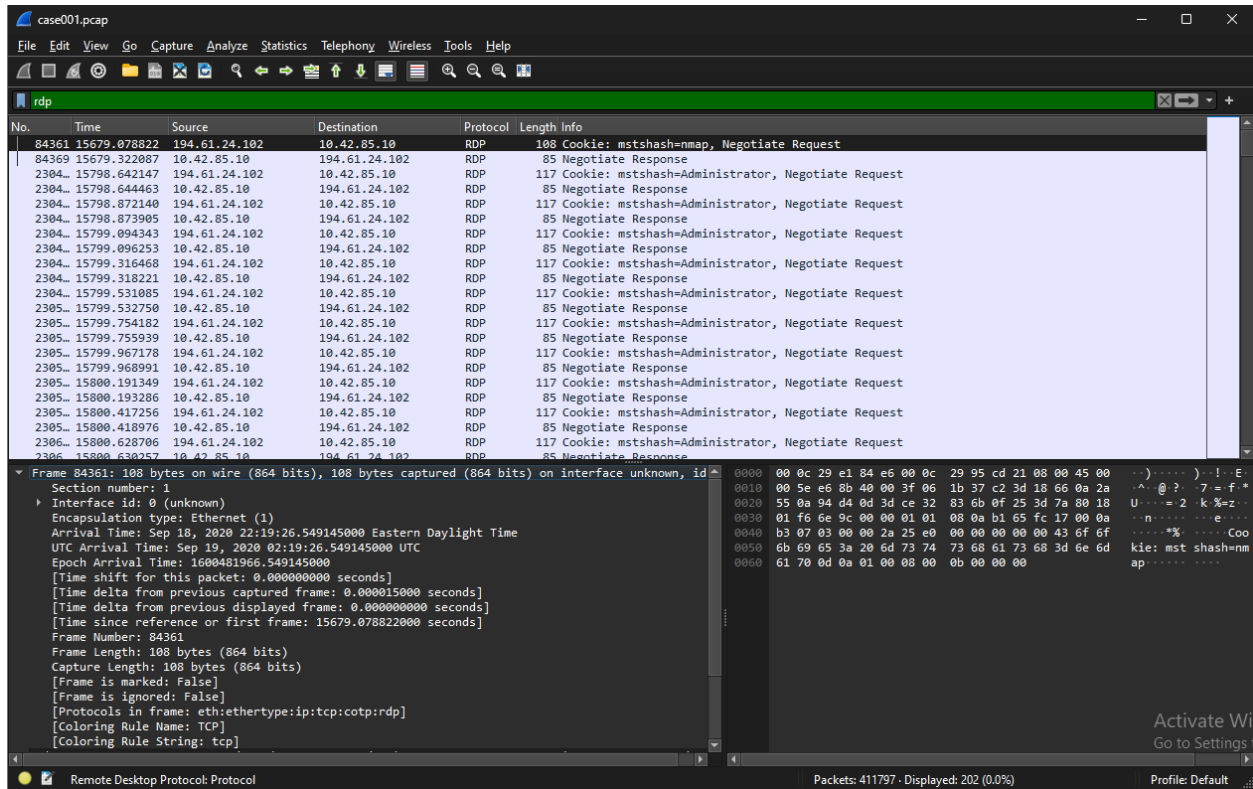 case001.pcap
File Edit View Go Capture Analyze Statistics Telephony Wireless Tools Help
rdp
No. Time Source Destination Protocol Length Info
84361 15679.078822 194.61.24.102 10.42.85.10 RDP 108 Cookie: mstshash=nmap, Negotiate Request
84369 15679.322087 10.42.85.10 194.61.24.102 RDP 85 Negotiate Response
2304… 15798.642147 194.61.24.102 10.42.85.10 RDP 117 Cookie: mstshash=Administrator, Negotiate Request
2304… 15798.644463 10.42.85.10 194.61.24.102 RDP 85 Negotiate Response
2304… 15798.872140 194.61.24.102 10.42.85.10 RDP 117 Cookie: mstshash=Administrator, Negotiate Request
2304… 15798.873905 10.42.85.10 194.61.24.102 RDP 85 Negotiate Response
2304… 15799.094343 194.61.24.102 10.42.85.10 RDP 117 Cookie: mstshash=Administrator, Negotiate Request
2304… 15799.096253 10.42.85.10 194.61.24.102 RDP 85 Negotiate Response
2304… 15799.316468 194.61.24.102 10.42.85.10 RDP 117 Cookie: mstshash=Administrator, Negotiate Request
2304… 15799.318221 10.42.85.10 194.61.24.102 RDP 85 Negotiate Response
2304… 15799.531085 194.61.24.102 10.42.85.10 RDP 117 Cookie: mstshash=Administrator, Negotiate Request
2305… 15799.532750 10.42.85.10 194.61.24.102 RDP 85 Negotiate Response
2305… 15799.754182 194.61.24.102 10.42.85.10 RDP 117 Cookie: mstshash=Administrator, Negotiate Request
2305… 15799.755939 10.42.85.10 194.61.24.102 RDP 85 Negotiate Response
2305… 15799.967178 194.61.24.102 10.42.85.10 RDP 117 Cookie: mstshash=Administrator, Negotiate Request
2305… 15799.968991 10.42.85.10 194.61.24.102 RDP 85 Negotiate Response
2305… 15800.191349 194.61.24.102 10.42.85.10 RDP 117 Cookie: mstshash=Administrator, Negotiate Request
2305… 15800.193286 10.42.85.10 194.61.24.102 RDP 85 Negotiate Response
2305… 15800.417256 194.61.24.102 10.42.85.10 RDP 117 Cookie: mstshash=Administrator, Negotiate Request
2305… 15800.418976 10.42.85.10 194.61.24.102 RDP 85 Negotiate Response
2306… 15800.628706 194.61.24.102 10.42.85.10 RDP 117 Cookie: mstshash=Administrator, Negotiate Request
2306 15800.630257 10.42.85.10 194.61.24.102 RDP 85 Negotiate Response
Frame 84361: 108 bytes on wire (864 bits), 108 bytes captured (864 bits) on interface unknown, id
Section number: 1
Interface id: 0 (unknown)
Encapsulation type: Ethernet (1)
Arrival Time: Sep 18, 2020 22:19:26.549145000 Eastern Daylight Time
UTC Arrival Time: Sep 19, 2020 02:19:26.549145000 UTC
Epoch Arrival Time: 1600481966.549145000
[Time shift for this packet: 0.000000000 seconds]
[Time delta from previous captured frame: 0.000015000 seconds]
[Time delta from previous displayed frame: 0.000000000 seconds]
[Time since reference or first frame: 15679.078822000 seconds]
Frame Number: 84361
Frame Length: 108 bytes (864 bits)
Capture Length: 108 bytes (864 bits)
[Frame is marked: False]
[Frame is ignored: False]
[Protocols in frame: eth:ethertype:ip:tcp:cotp:rdp]
[Coloring Rule Name: TCP]
[Coloring Rule String: tcp]
0000 00 0c 29 e1 84 e6 00 0c 29 95 cd 21 08 00 45 00 ··)····· )··!··E·
0010 00 5e e6 8b 40 00 3f 06 1b 37 c2 3d 18 66 0a 2a ·^··@·?· ·7·=·f·*
0020 55 0a 94 d4 0d 3d ce 32 83 6b 0f 25 3d 7a 80 18 U····=·2 ·k·%=z··
0030 01 f6 6e 9c 00 00 01 01 08 0a b1 65 fc 17 00 0a ··n····· ···e····
0040 b3 07 03 00 00 2a 25 e0 00 00 00 00 00 43 6f 6f ·····*%· ·····Coo
0050 6b 69 65 3a 20 6d 73 74 73 68 61 73 68 3d 6e 6d kie: mst shash=nm
0060 61 70 0d 0a 01 00 08 00 0b 00 00 00 ap······ ····
Activate Wi
Go to Settings
Remote Desktop Protocol: Protocol
Packets: 411797 · Displayed: 202 (0.0%)
Profile: Default